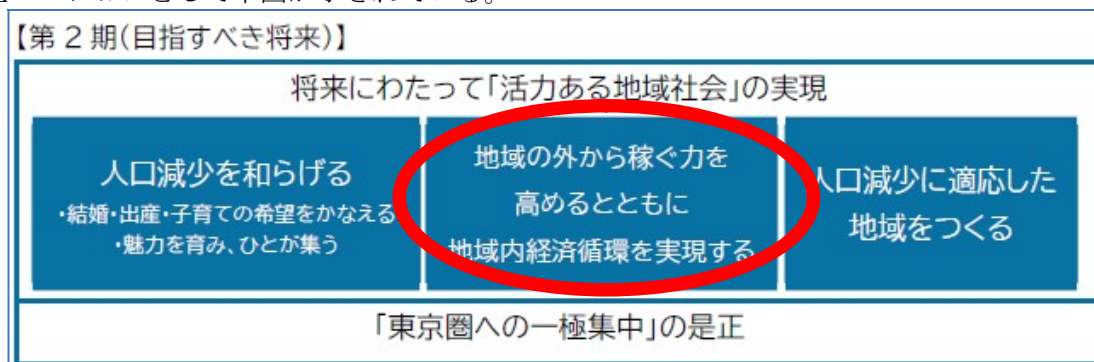 【第 2 期(目指すべき将来)】
将来にわたって「活力ある地域社会」の実現
人口減少を和らげる
・結婚・出産・子育ての希望をかなえる
・魅力を育み、ひとが集う
地域の外から稼ぐ力を
高めるとともに
地域内経済循環を実現する
人口減少に適応した
地域をつくる
「東京圏への一極集中」の是正